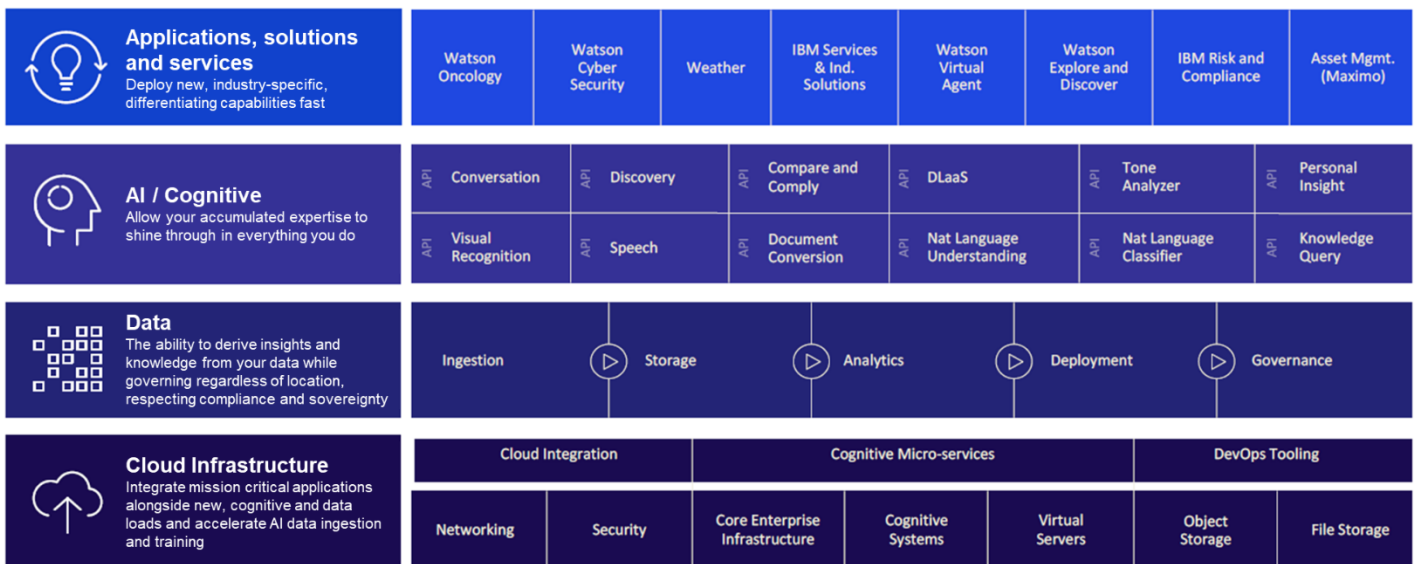 Applications, solutions
and services
Deploy new, industry-specific,
differentiating capabilities fast
Watson
Oncology
Watson
Cyber
Security
Weather
IBM Services
& Ind.
Solutions
Watson
Virtual
Agent
Watson
Explore and
Discover
IBM Risk and
Compliance
Asset Mgmt.
(Maximo)
AI / Cognitive
Allow your accumulated expertise to
shine through in everything you do
API
Conversation
API
Discovery
API
Compare and
Comply
API
DLaaS
API
Tone
Analyzer
API
Personal
Insight
API
Visual
Recognition
API
Speech
API
Document
Conversion
API
Nat Language
Understanding
API
Nat Language
Classifier
API
Knowledge
Query
Data
The ability to derive insights and
knowledge from your data while
governing regardless of location,
respecting compliance and sovereignty
Ingestion
Storage
Analytics
Deployment
Governance
Cloud Infrastructure
Integrate mission critical applications
alongside new, cognitive and data
loads and accelerate AI data ingestion
and training
Cloud Integration
Cognitive Micro-services
DevOps Tooling
Networking
Security
Core Enterprise
Infrastructure
Cognitive
Systems
Virtual
Servers
Object
Storage
File Storage